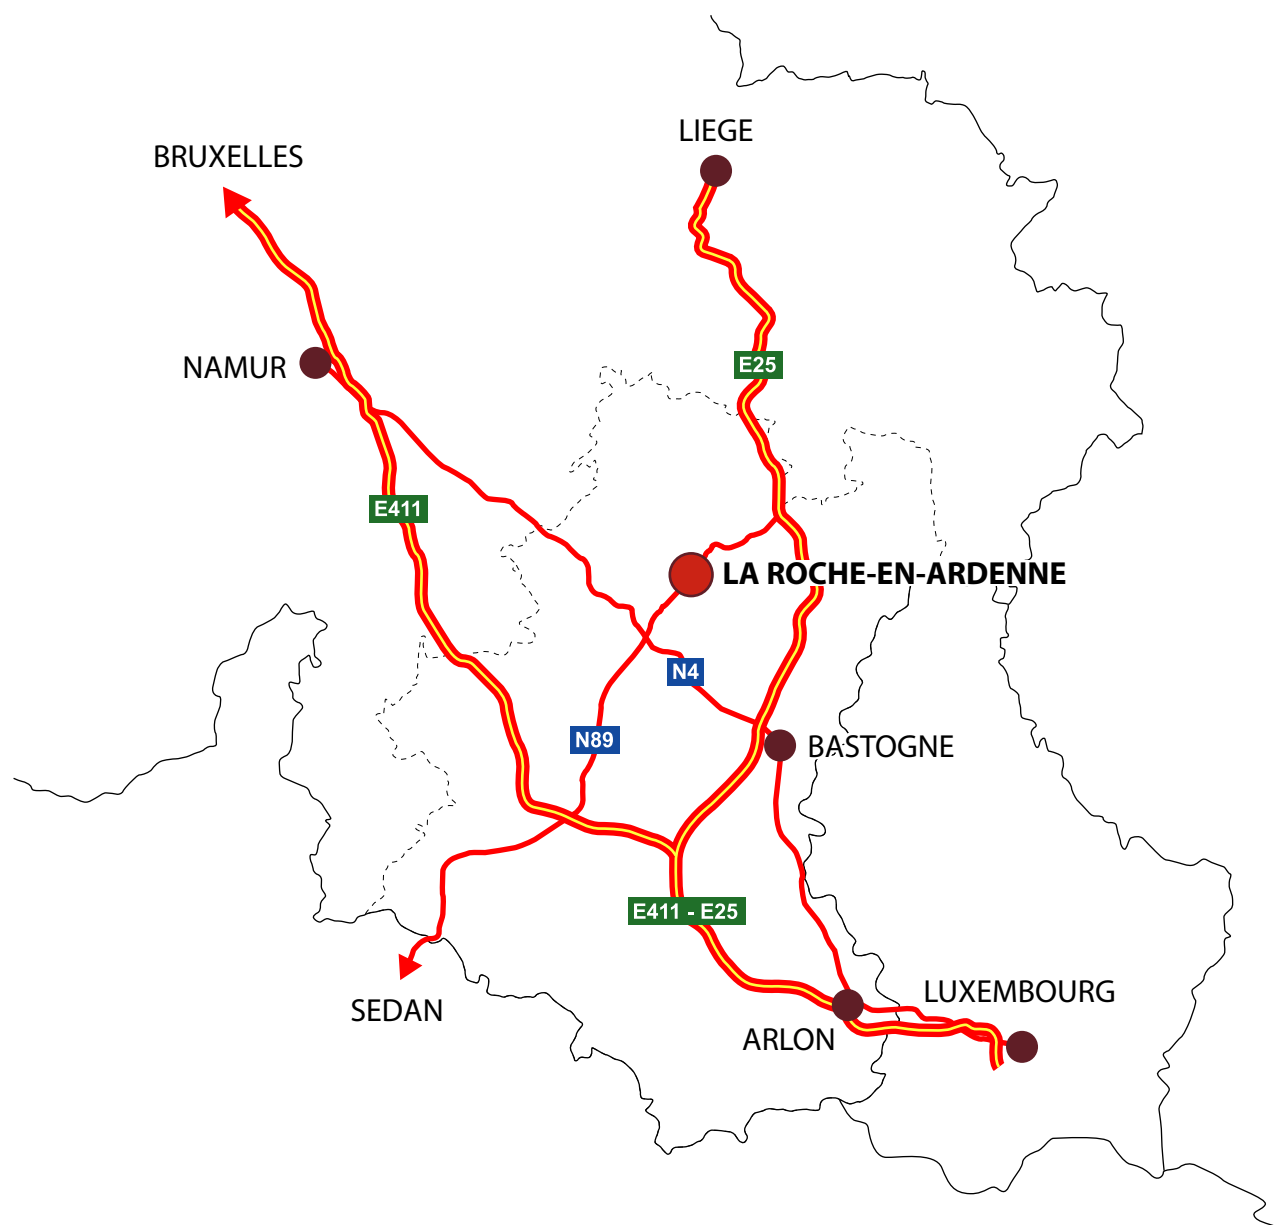 LIEGE
BRUXELLES
NAMUR
E25
E411
LA ROCHE-EN-ARDENNE
N4
N89
BASTOGNE
E411 - E25
LUXEMBOURG
SEDAN
ARLON